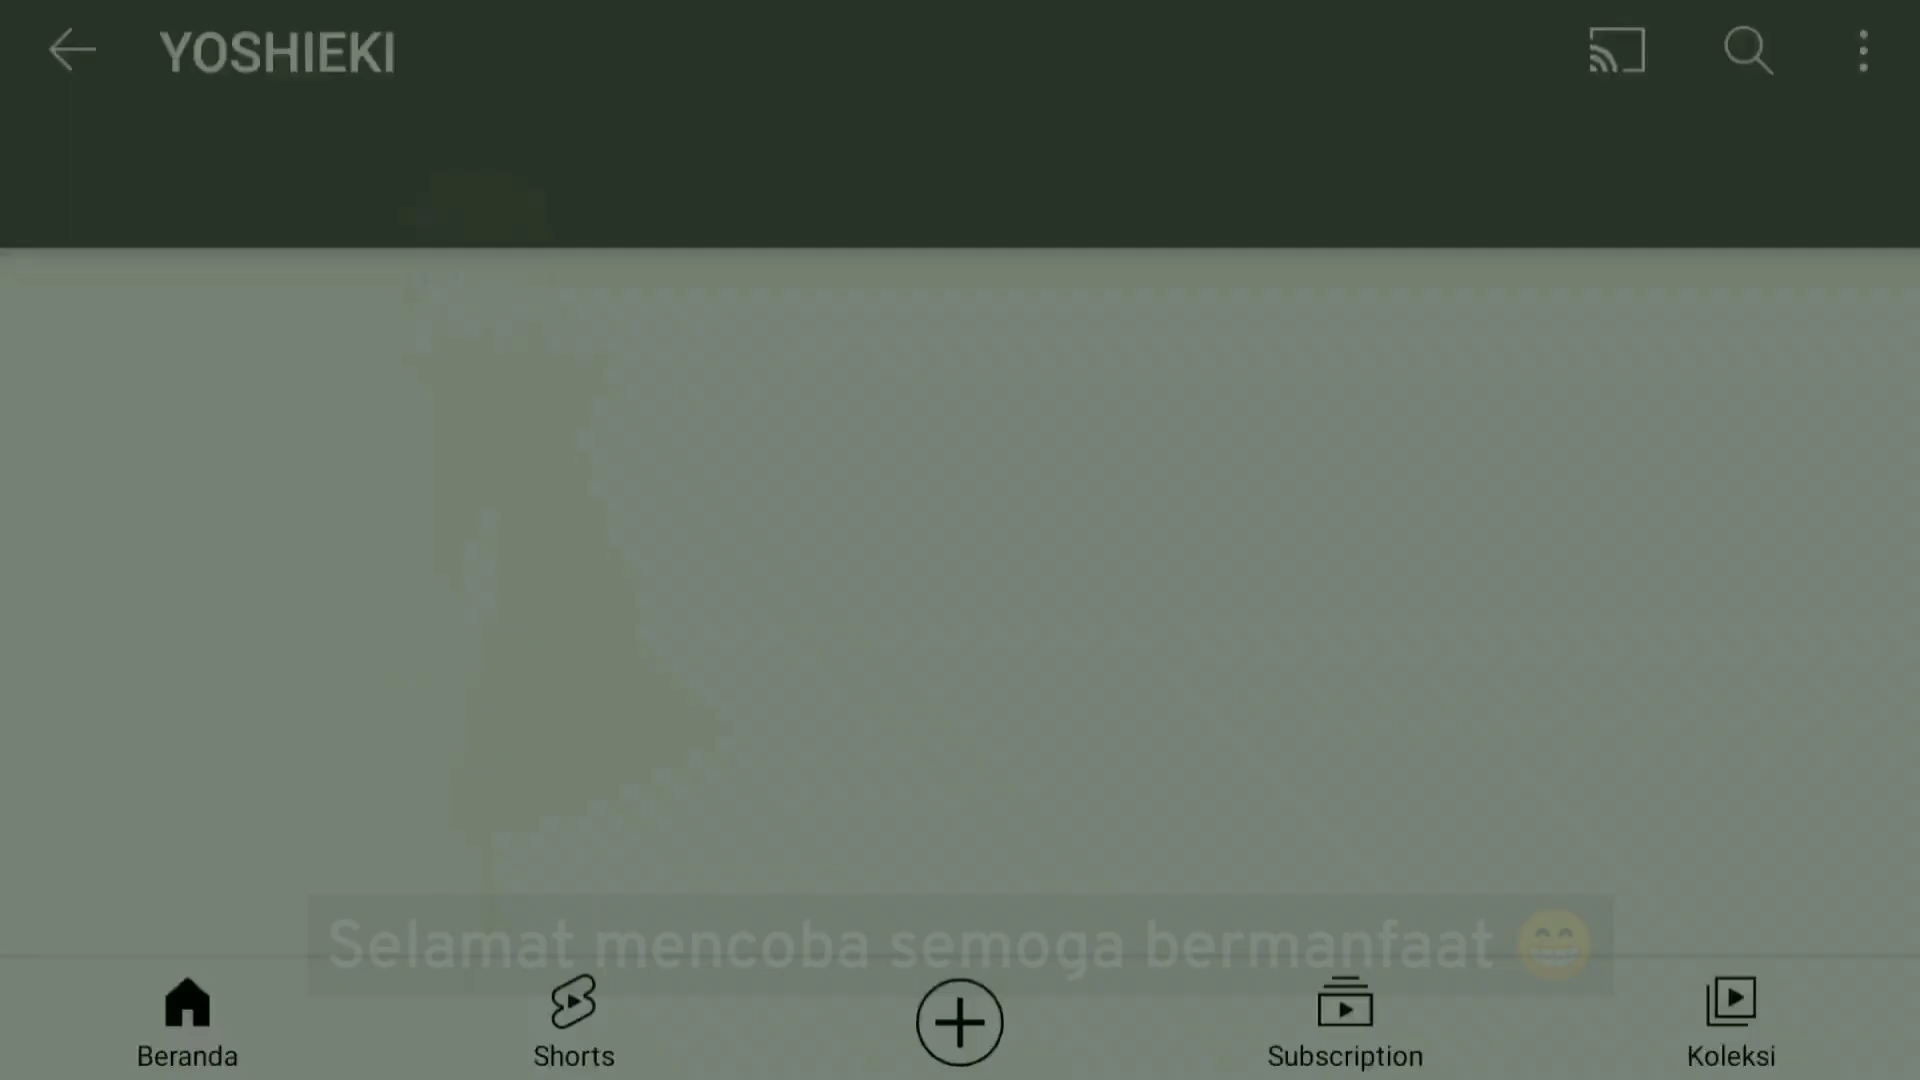 YOSHIEKI
Selamat mencoba semoga bermanfaat 😁
Beranda
Shorts
Subscription
Koleksi